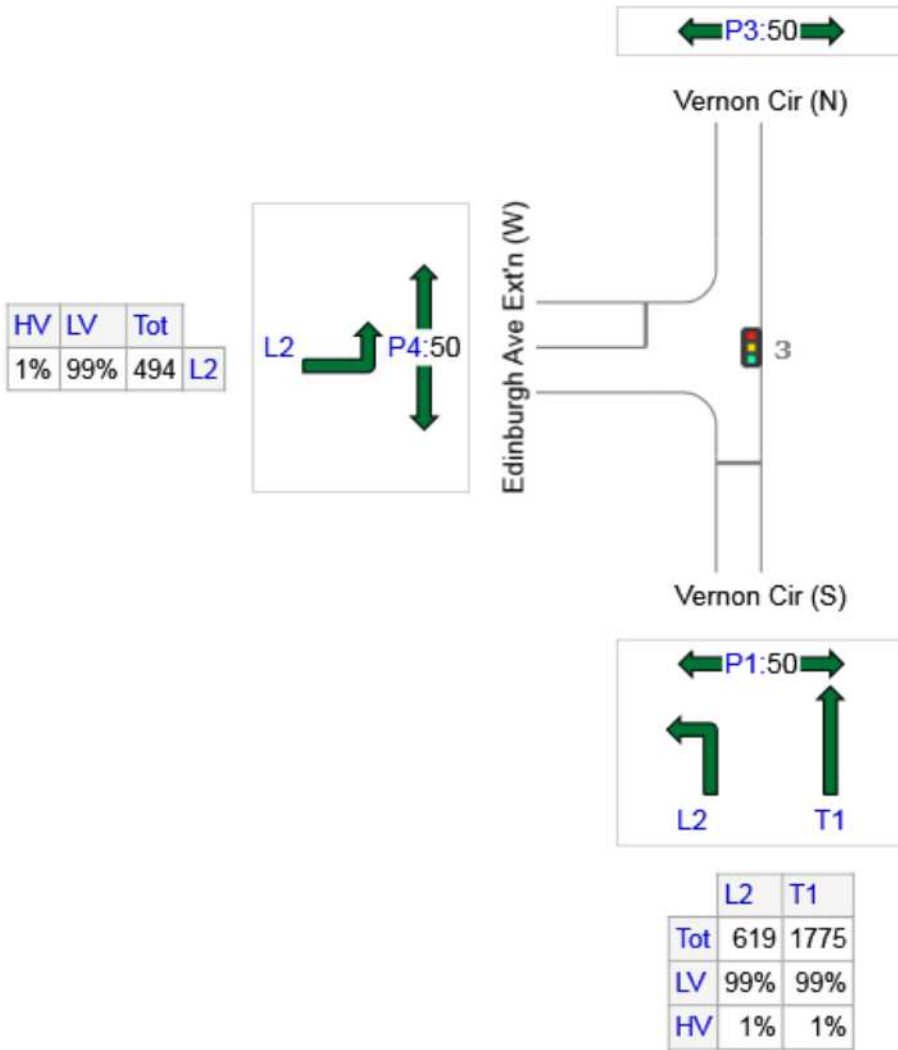 P3:50
Vernon Cir (N)
HV LV Tot
1% 99% 494 L2
L2
P4:50
Edinburgh Ave Ext'n (W)
3
Vernon Cir (S)
P1:50
L2 T1
L2 T1
Tot 619 1775
LV 99% 99%
HV 1% 1%